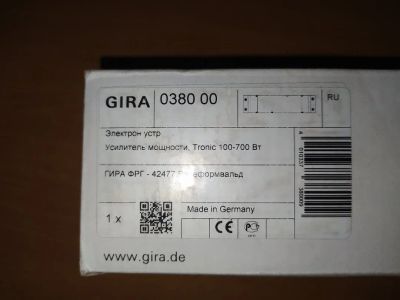 GIRA 0380 00
RU
Электрон устр
Усилитель мощности, Tronic 100-700 Вт
ГИРА ФРГ - 42477
1 x
Made in Germany
CE
www.gira.de